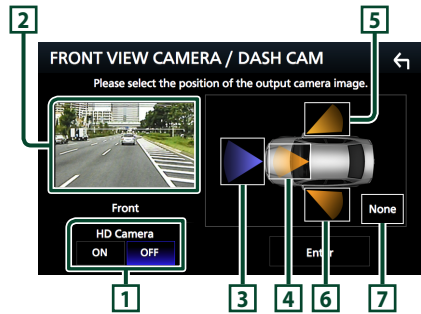 2
5
FRONT VIEW CAMERA / DASH CAM
Please select the position of the output camera image.
Front
None
HD Camera
ON OFF
Enter
1
3
4
6
7